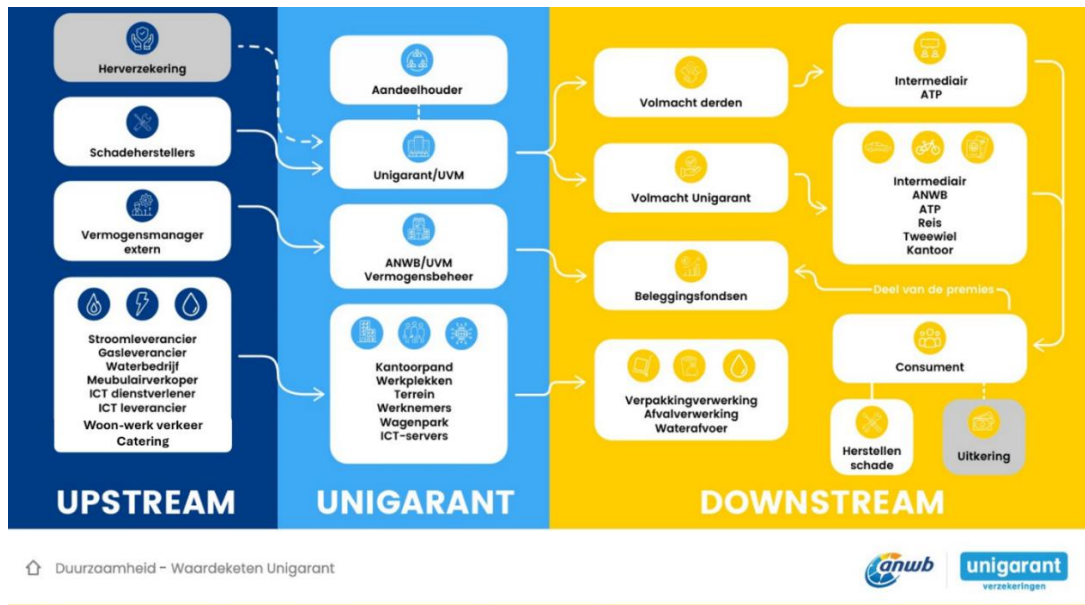 Herverzekering
Schadeherstellers
Vermogensmanager
extern
Stroomleverancier
Gasleverancier
Waterbedrijf
Meubulairverkoper
ICT dienstverlener
ICT leverancier
Woon-werk verkeer
Catering
UPSTREAM
Aandeelhouder
Unigarant/UVM
ANWB/UVM
Vermogensbeheer
Kantoorpand
Werkplekken
Terrein
Werknemers
Wagenpark
ICT-servers
UNIGARANT
Volmacht derden
Volmacht Unigarant
Beleggingsfondsen
Verpakkingverwerking
Afvalverwerking
Waterafvoer
Intermediair
ATP
Intermediair
ANWB
ATP
Reis
Tweewiel
Kantoor
Deel van de premies
Consument
Herstellen
schade
Uitkering
DOWNSTREAM
Duurzaamheid - Waardeketen Unigarant
anwb
unigarant
verzekeringen